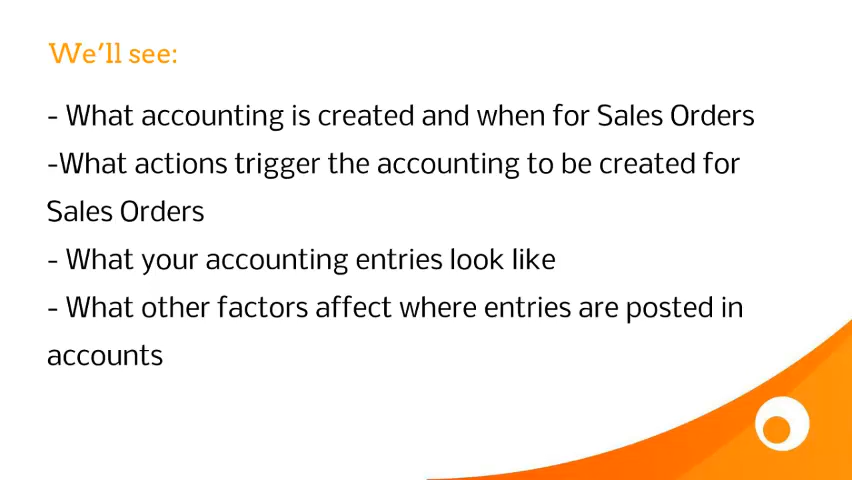 We’ll see:
- What accounting is created and when for Sales Orders
-What actions trigger the accounting to be created for
Sales Orders
- What your accounting entries look like
- What other factors affect where entries are posted in
accounts